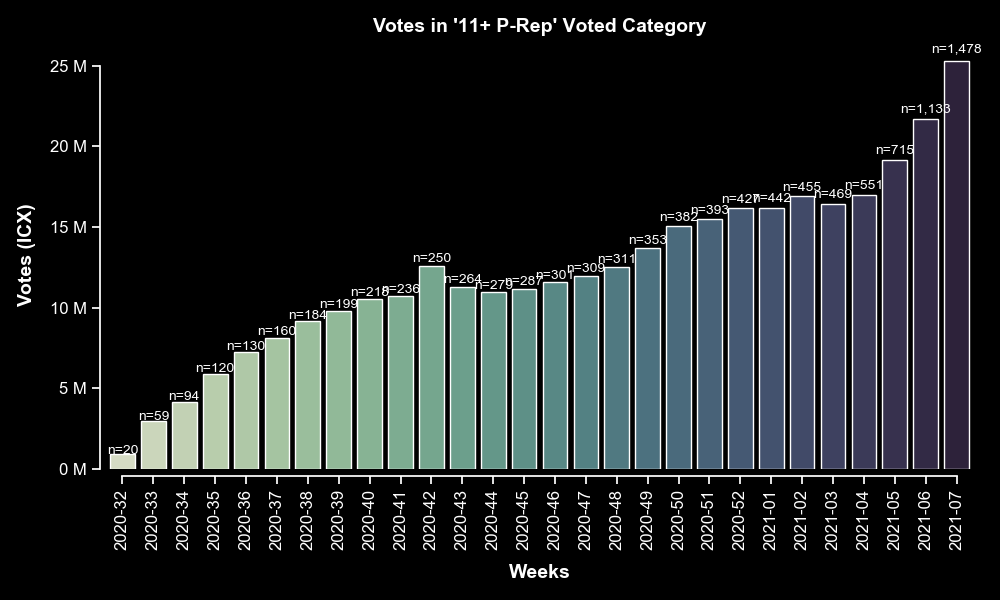 Votes in '11+ P-Rep' Voted Category
Votes (ICX)
25 M
20 M
15 M
10 M
5 M
0 M
n=20
n=59
n=94
n=120
n=130
n=160
n=184
n=199
n=218
n=236
n=250
n=264
n=279
n=287
n=301
n=309
n=311
n=353
n=382
n=393
n=427
n=442
n=455
n=469
n=551
n=715
n=1,133
n=1,478
2020-32
2020-33
2020-34
2020-35
2020-36
2020-37
2020-38
2020-39
2020-40
2020-41
2020-42
2020-43
2020-44
2020-45
2020-46
2020-47
2020-48
2020-49
2020-50
2020-51
2020-52
2021-01
2021-02
2021-03
2021-04
2021-05
2021-06
2021-07
Weeks